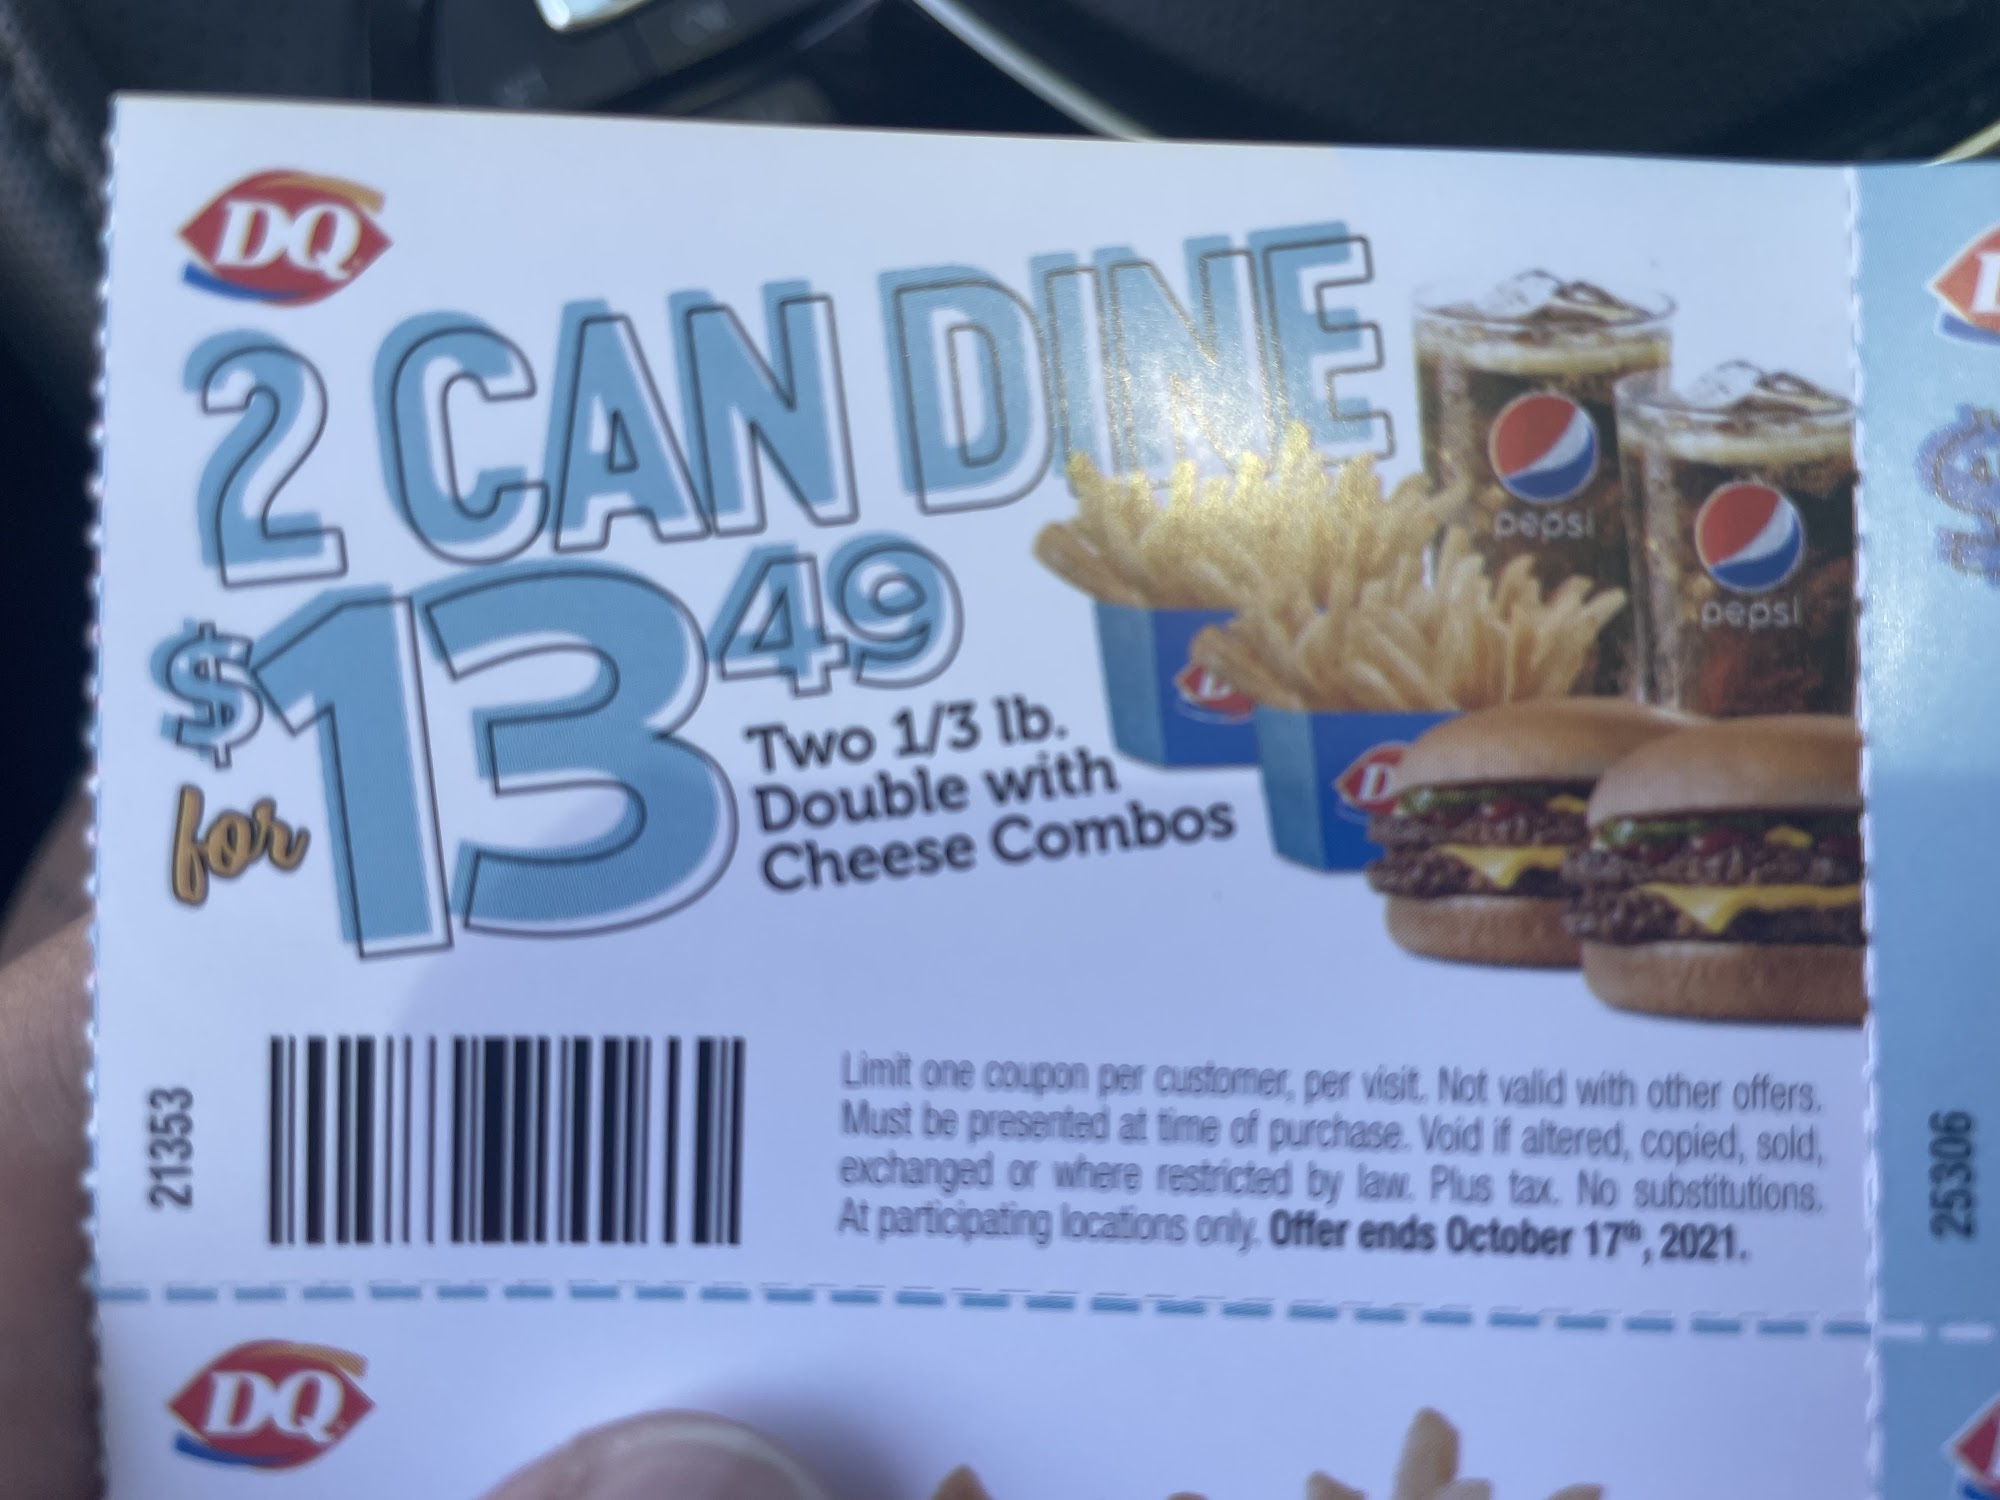 DQ
2 CAN DINE
for $13 49
Two 1/3 lb.
Double with
Cheese Combos
pepsi
pepsi
21353
Limit one coupon per customer, per visit. Not valid with other offers.
Must be presented at time of purchase. Void if altered, copied, sold,
exchanged or where restricted by law. Plus tax. No substitutions.
At participating locations only. Offer ends October 17th, 2021.
25306
DQ